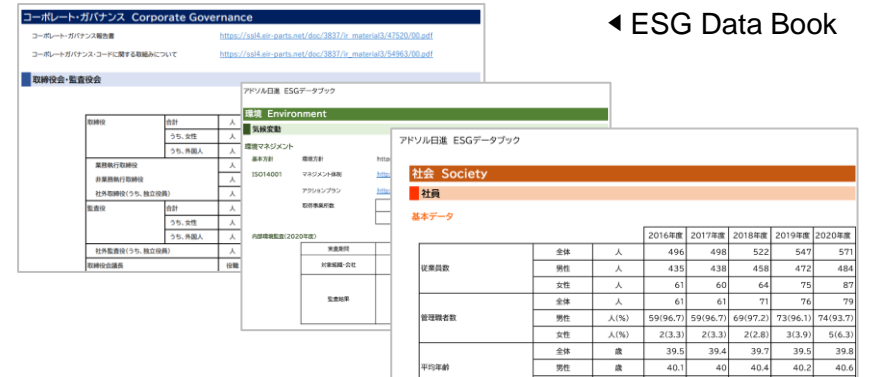 ◀ ESG Data Book
コーポレート・ガバナンス Corporate Governance
コーポレート・ガバナンス報告書 https://ssl4.eir-parts.net/doc/3837/ir_material3/47520/00.pdf
コーポレートガバナンス・コードに関する取組みについて https://ssl4.eir-parts.net/doc/3837/ir_material3/54963/00.pdf
取締役会・監査役会
取締役 合計 人
うち、女性 人
うち、外国人 人
業務執行取締役 人
非業務執行取締役 人
社外取締役(うち、独立役員) 人
監査役 合計 人
うち、女性 人
うち、外国人 人
社外監査役(うち、独立役員) 人
取締役会議長 役職
アドソル日進 ESGデータブック
環境 Environment
気候変動
環境マネジメント
基本方針 環境方針
ISO14001 マネジメント体制
アクションプラン
取得事業所数
内部環境監査(2020年度)
実査期間
対象組織・会社
監査結果
アドソル日進 ESGデータブック
社会 Society
社員
基本データ
2016年度 2017年度 2018年度 2019年度 2020年度
従業員数 全体 人 496 498 522 547 571
男性 人 435 438 458 472 484
女性 人 61 60 64 75 87
管理職者数 全体 人 61 61 71 76 79
男性 人(%) 59(96.7) 59(96.7) 69(97.2) 73(96.1) 74(93.7)
女性 人(%) 2(3.3) 2(3.3) 2(2.8) 3(3.9) 5(6.3)
平均年齢 全体 歳 39.5 39.4 39.7 39.5 39.8
男性 歳 40.1 40 40.4 40.2 40.6